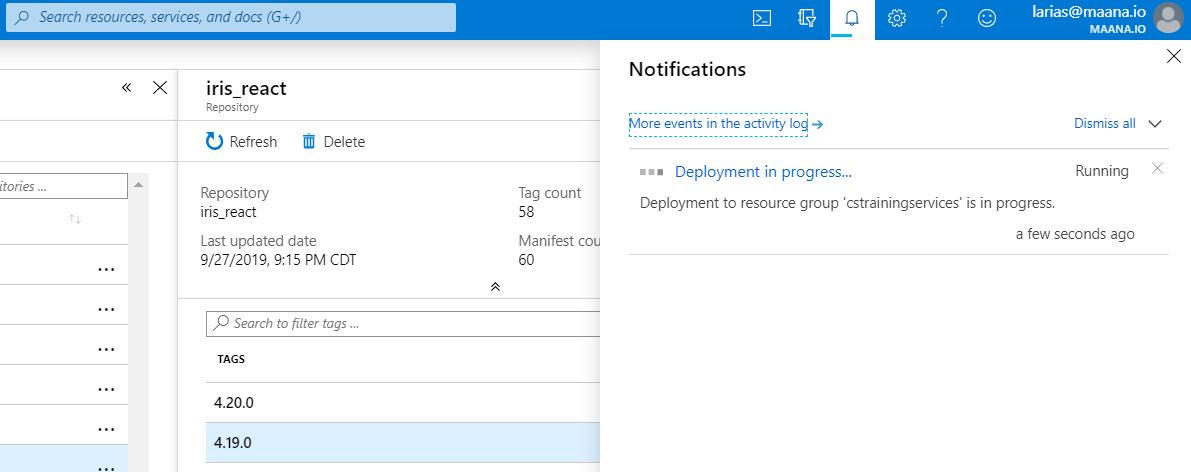 Search resources, services, and docs (G+/)
larias@maana.io
MAANA.IO
iris_react
Repository
Refresh
Delete
itories ...
Repository
iris_react
Tag count
58
Last updated date
9/27/2019, 9:15 PM CDT
Manifest cou
60
Search to filter tags ...
TAGS
4.20.0
4.19.0
Notifications
More events in the activity log
Dismiss all
Deployment in progress...
Running
Deployment to resource group 'cstrainingservices' is in progress.
a few seconds ago